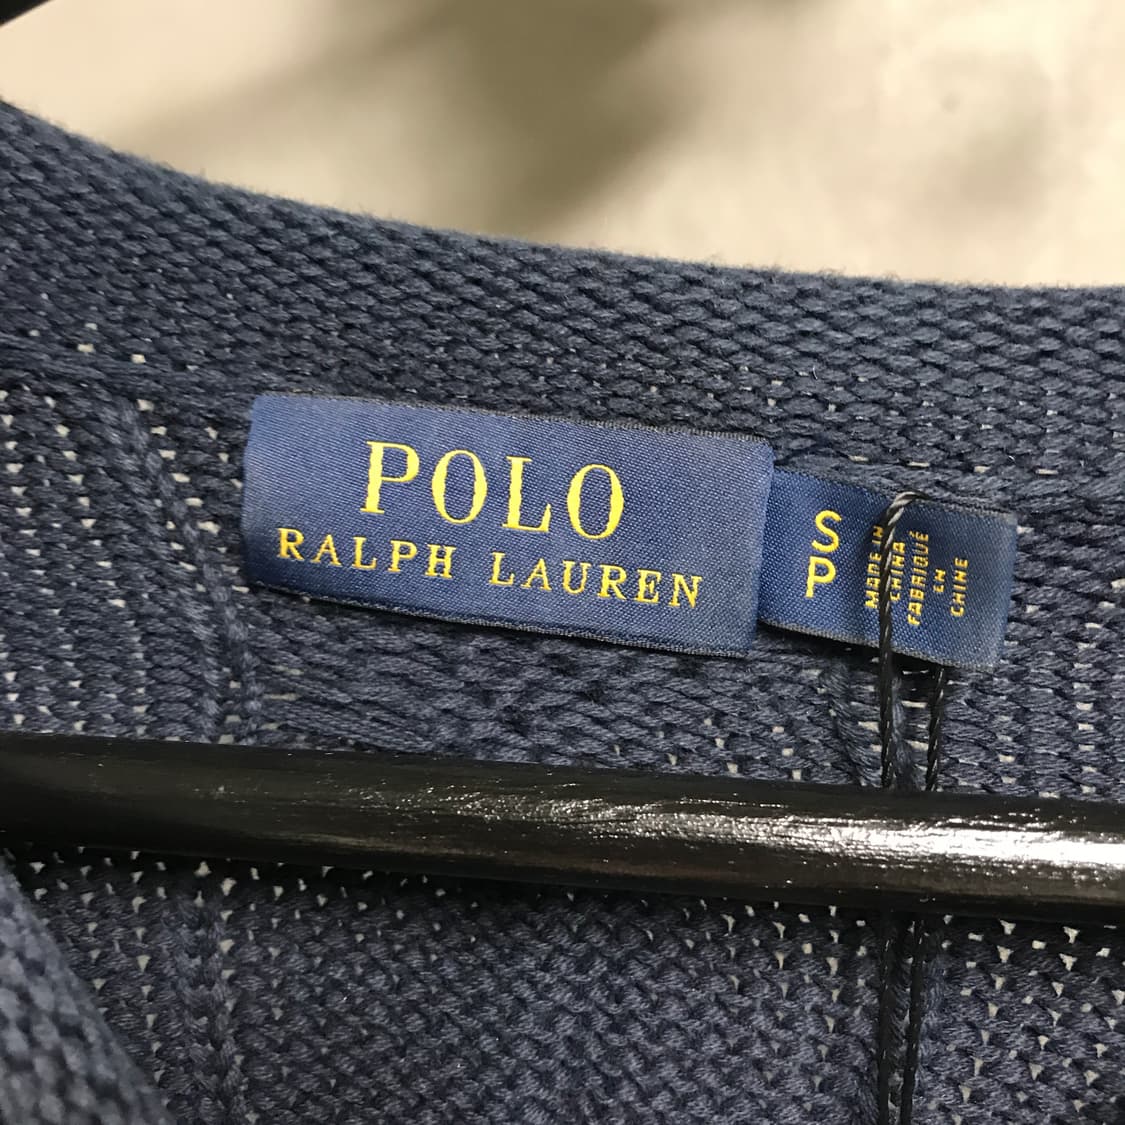 POLO
RALPH LAUREN
S
P
MADE IN
CHINA
FABRIQUÉ
EN
CHINE